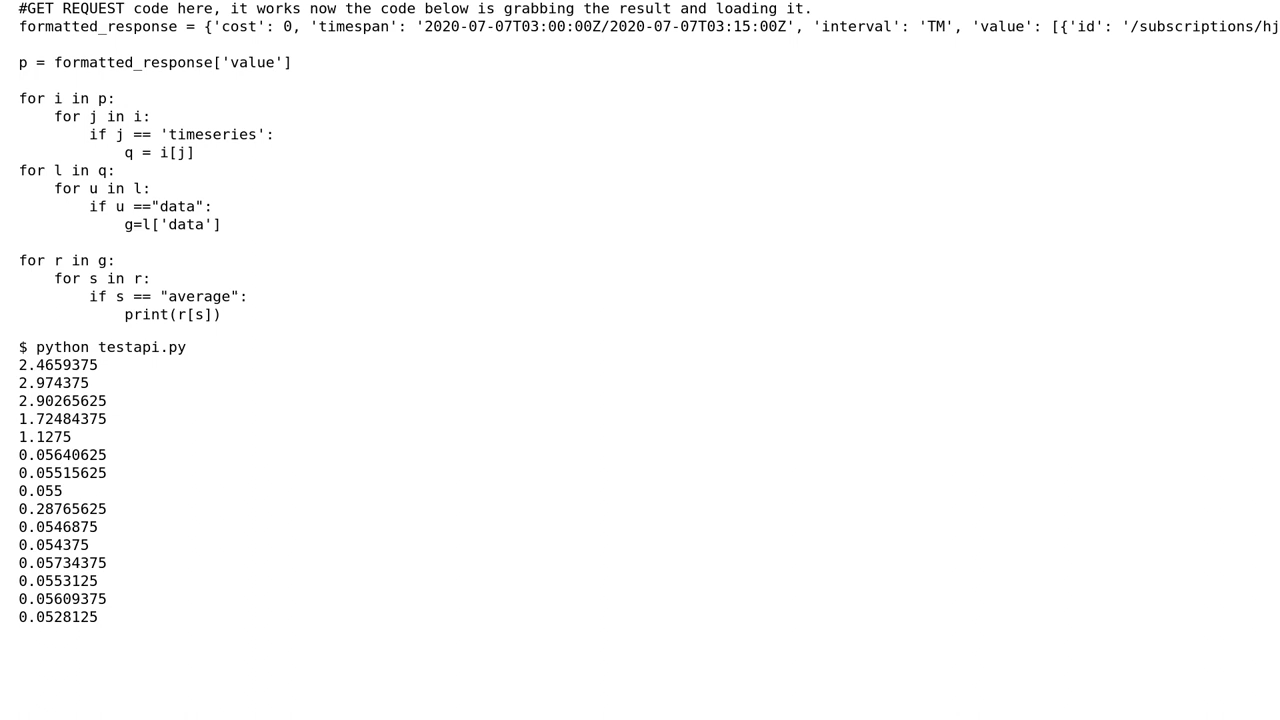 #GET REQUEST code here, it works now the code below is grabbing the result and loading it.
formatted_response = {'cost': 0, 'timespan': '2020-07-07T03:00:00Z/2020-07-07T03:15:00Z', 'interval': 'TM', 'value': [{'id': '/subscriptions/hj
p = formatted_response['value']
for i in p:
    for j in i:
        if j == 'timeseries':
            q = i[j]
for l in q:
    for u in l:
        if u =="data":
            g=l['data']
for r in g:
    for s in r:
        if s == "average":
            print(r[s])
$ python testapi.py
2.4659375
2.974375
2.90265625
1.72484375
1.1275
0.05640625
0.05515625
0.055
0.28765625
0.0546875
0.054375
0.05734375
0.0553125
0.05609375
0.0528125